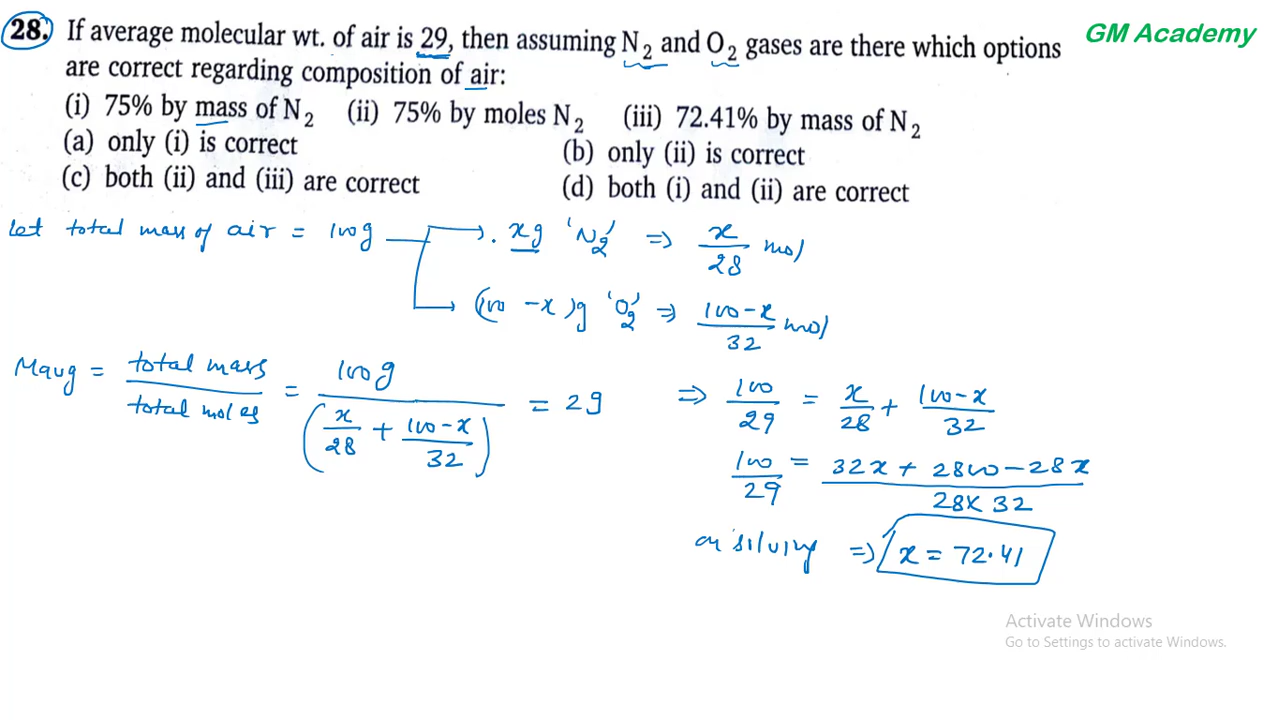 GM Academy
28. If average molecular wt. of air is 29, then assuming N₂ and O₂ gases are there which options
are correct regarding composition of air:
(i) 75% by mass of N₂ (ii) 75% by moles N₂ (iii) 72.41% by mass of N₂
(a) only (i) is correct (b) only (ii) is correct
(c) both (ii) and (iii) are correct (d) both (i) and (ii) are correct
Let total mass of air = 100g → . xg 'N₂' ⇒ x/28 mol
→ (100 - x)g 'O₂' ⇒ 100-x/32 mol
Mavg = total mass/total moles = 100g/(x/28 + 100-x/32) = 29 ⇒ 100/29 = x/28 + 100-x/32
100/29 = 32x + 2800 - 28x/28x32
on solving ⇒ x = 72.41
Activate Windows
Go to Settings to activate Windows.